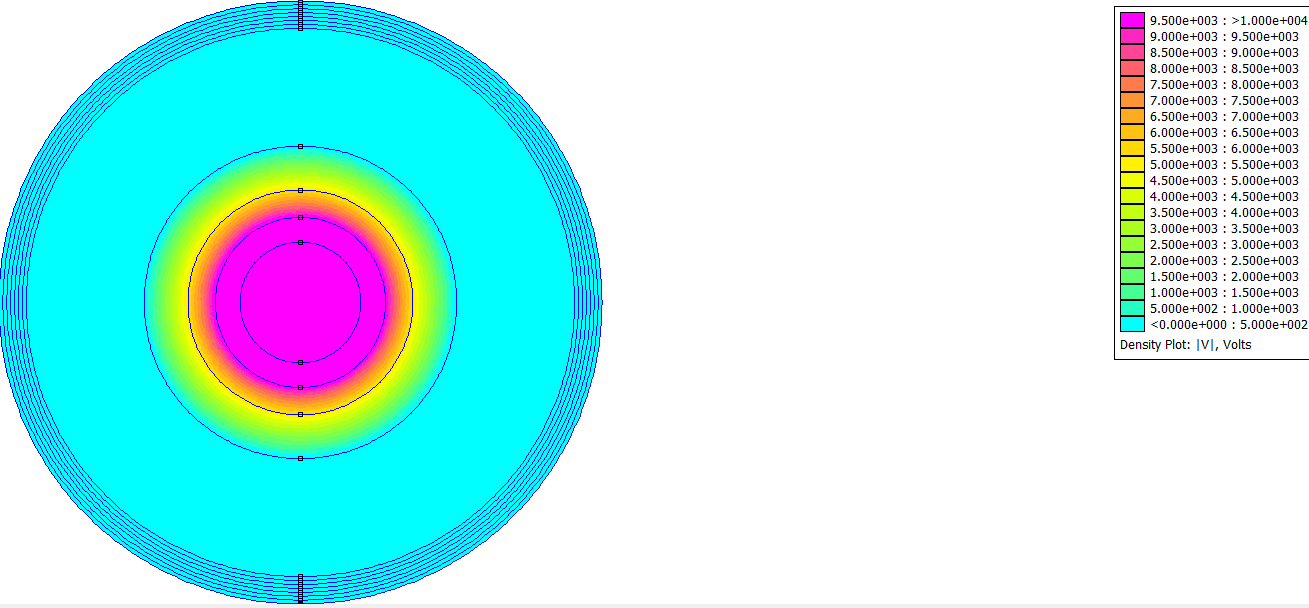 9.500e+003 : >1.000e+004
9.000e+003 : 9.500e+003
8.500e+003 : 9.000e+003
8.000e+003 : 8.500e+003
7.500e+003 : 8.000e+003
7.000e+003 : 7.500e+003
6.500e+003 : 7.000e+003
6.000e+003 : 6.500e+003
5.500e+003 : 6.000e+003
5.000e+003 : 5.500e+003
4.500e+003 : 5.000e+003
4.000e+003 : 4.500e+003
3.500e+003 : 4.000e+003
3.000e+003 : 3.500e+003
2.500e+003 : 3.000e+003
2.000e+003 : 2.500e+003
1.500e+003 : 2.000e+003
1.000e+003 : 1.500e+003
5.000e+002 : 1.000e+003
<0.000e+000 : 5.000e+002
Density Plot: |V|, Volts